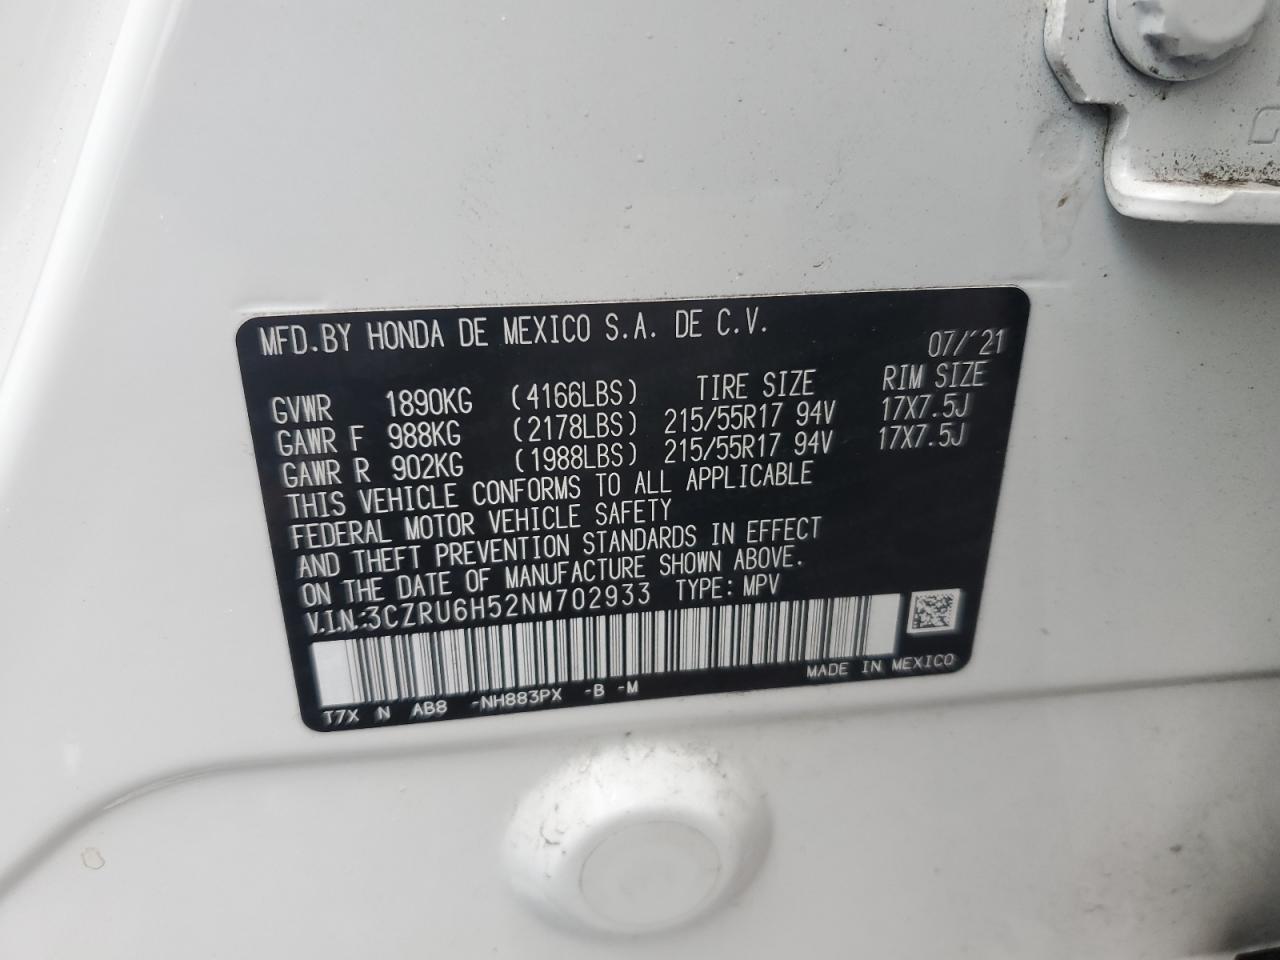 MFD.BY HONDA DE MEXICO S.A. DE C.V. 07/'21
GVWR 1890KG (4166LBS) TIRE SIZE RIM SIZE
GAWR F 988KG (2178LBS) 215/55R17 94V 17X7.5J
GAWR R 902KG (1988LBS) 215/55R17 94V 17X7.5J
THIS VEHICLE CONFORMS TO ALL APPLICABLE
FEDERAL MOTOR VEHICLE SAFETY
AND THEFT PREVENTION STANDARDS IN EFFECT
ON THE DATE OF MANUFACTURE SHOWN ABOVE.
V.I.N.:3CZRU6H52NM702933 TYPE: MPV
MADE IN MEXICO
T7X N AB8 -NH883PX -B -M